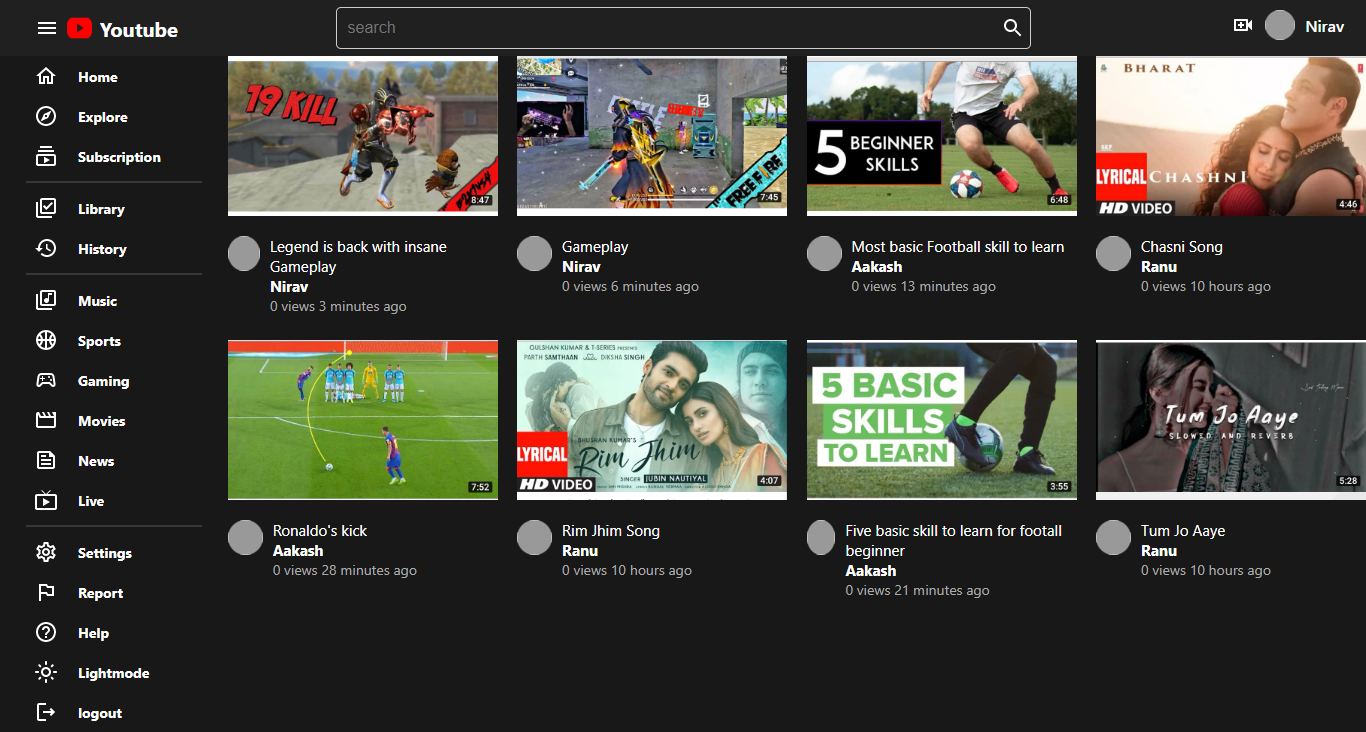 Youtube
search
Nirav
Home
Explore
Subscription
Library
History
Music
Sports
Gaming
Movies
News
Live
Settings
Report
Help
Lightmode
logout
19 KILL
8:47
Legend is back with insane
Gameplay
Nirav
0 views 3 minutes ago
FREE FIRE
7:45
Gameplay
Nirav
0 views 6 minutes ago
5 BEGINNER
SKILLS
6:48
Most basic Football skill to learn
Aakash
0 views 13 minutes ago
BHARAT
LYRICAL
CHASHNI
HD VIDEO
4:46
Chasni Song
Ranu
0 views 10 hours ago
7:52
Ronaldo's kick
Aakash
0 views 28 minutes ago
GULSHAN KUMAR & T-SERIES PRESENTS
PARTH SAMTHAAN
DIKSHA SINGH
BHUSHAN KUMAR'S
LYRICAL
Rim Jhim
SINGER JUBIN NAUTIYAL
HD VIDEO
4:07
Rim Jhim Song
Ranu
0 views 10 hours ago
5 BASIC
SKILLS
TO LEARN
3:55
Five basic skill to learn for footall
beginner
Aakash
0 views 21 minutes ago
Tum Jo Aaye
SLOWED AND REVERB
5:28
Tum Jo Aaye
Ranu
0 views 10 hours ago